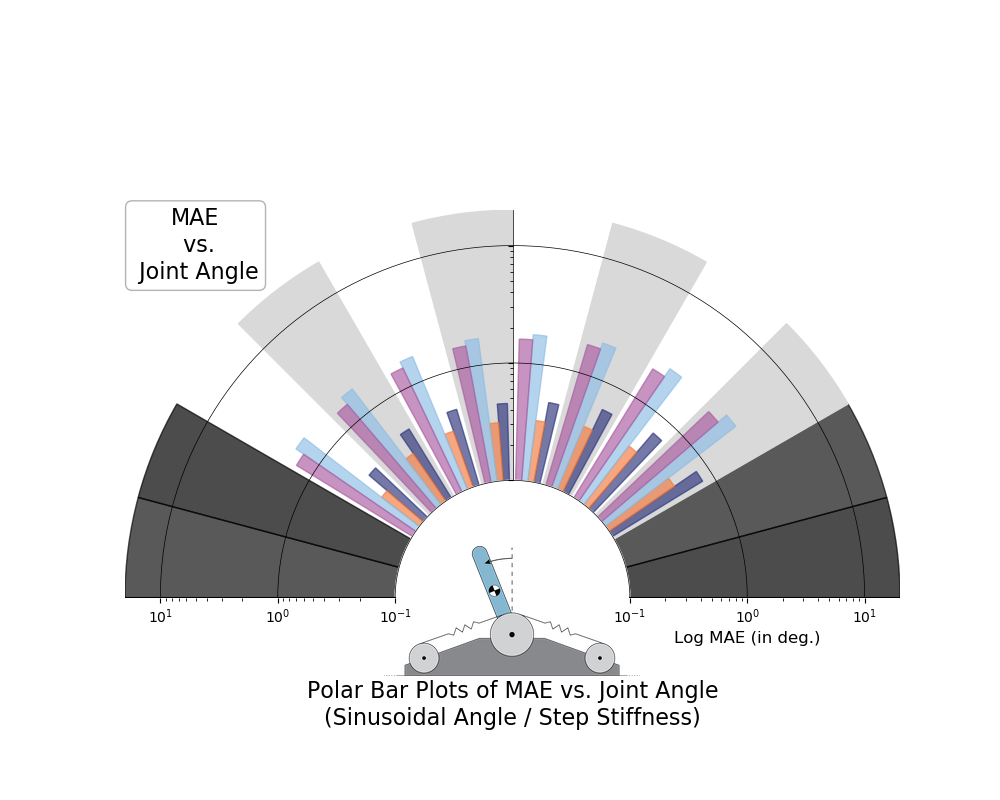 MAE
vs.
Joint Angle
10¹ 10⁰ 10⁻¹ 10⁻¹ 10⁰ 10¹
Log MAE (in deg.)
Polar Bar Plots of MAE vs. Joint Angle
(Sinusoidal Angle / Step Stiffness)